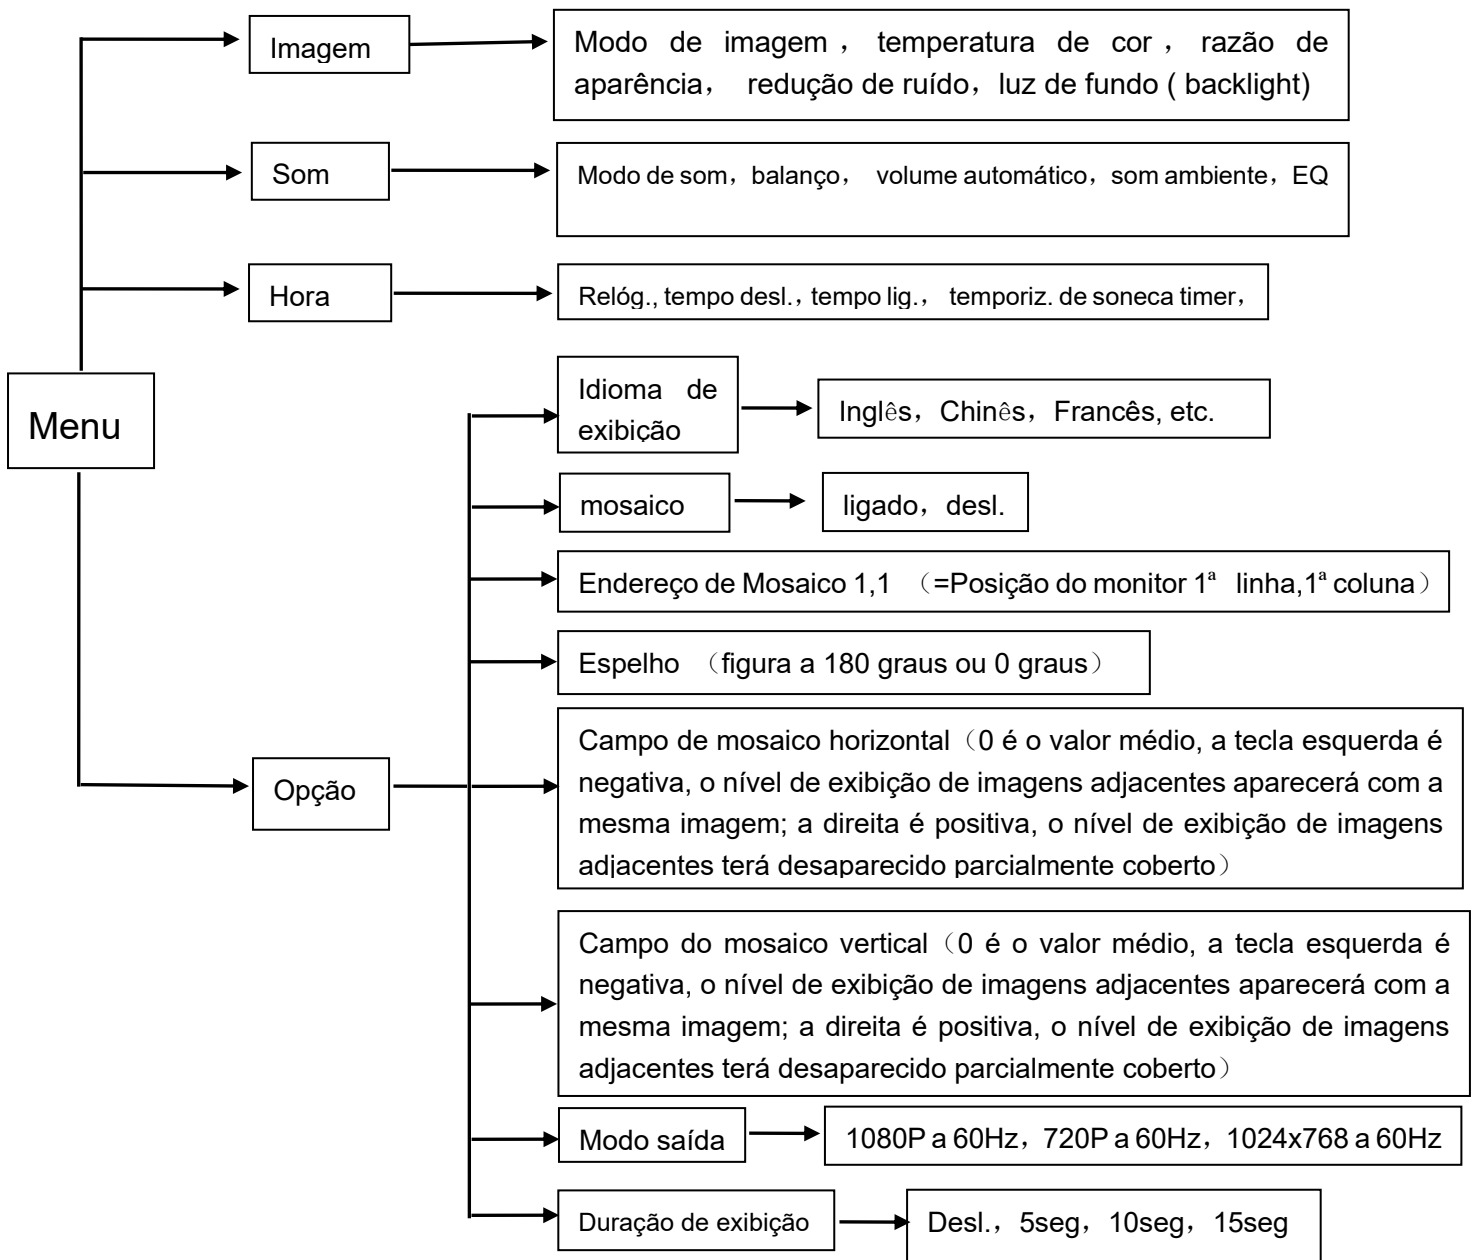 Imagem
Modo de imagem， temperatura de cor， razão de
aparência， redução de ruído，luz de fundo ( backlight)
Som
Modo de som，balanço， volume automático，som ambiente，EQ
Hora
Relóg., tempo desl.，tempo lig.， temporiz. de soneca timer，
Menu
Idioma de
exibição
Inglês，Chinês，Francês, etc.
mosaico
ligado，desl.
Endereço de Mosaico 1,1 （=Posição do monitor 1ª linha,1ª coluna）
Espelho （figura a 180 graus ou 0 graus）
Opção
Campo de mosaico horizontal（0 é o valor médio, a tecla esquerda é
negativa, o nível de exibição de imagens adjacentes aparecerá com a
mesma imagem; a direita é positiva, o nível de exibição de imagens
adjacentes terá desaparecido parcialmente coberto）
Campo do mosaico vertical（0 é o valor médio, a tecla esquerda é
negativa, o nível de exibição de imagens adjacentes aparecerá com a
mesma imagem; a direita é positiva, o nível de exibição de imagens
adjacentes terá desaparecido parcialmente coberto）
Modo saída
1080P a 60Hz，720P a 60Hz，1024x768 a 60Hz
Duração de exibição
Desl.，5seg，10seg，15seg